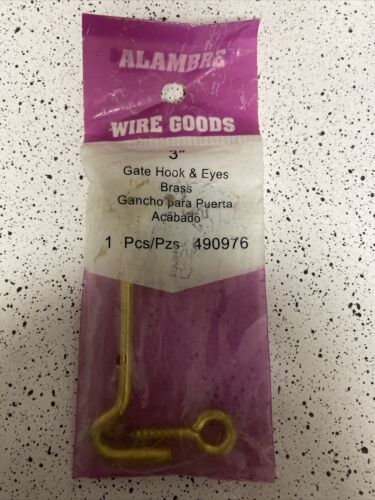 ALAMBRE
WIRE GOODS
3"
Gate Hook & Eyes
Brass
Gancho para Puerta
Acabado
1 Pcs/Pzs 490976